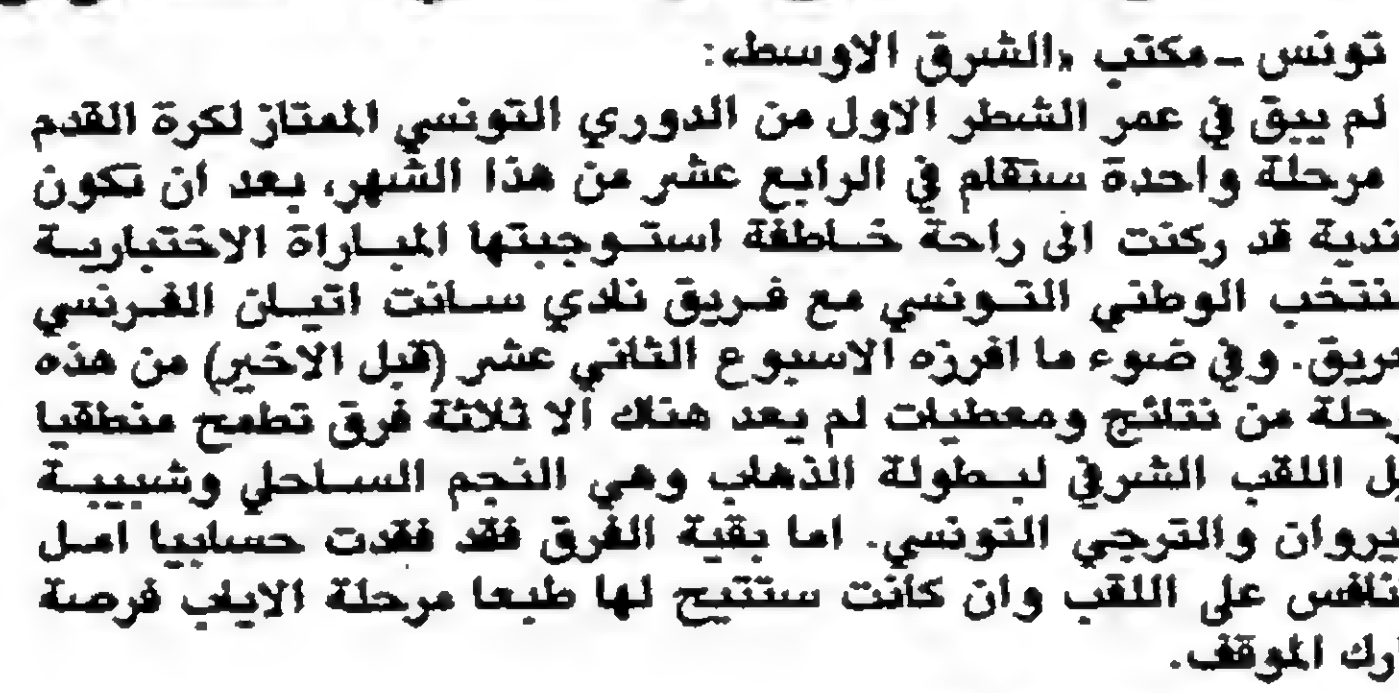 تونس ـ مكتب «الشرق الاوسط»:
لم يبق في عمر الشطر الاول من الدوري التونسي الممتاز لكرة القدم
مرحلة واحدة ستقام في الرابع عشر من هذا الشهر، بعد ان تكون
ندية قد ركنت الى راحة خاطفة استوجبتها المباراة الاختبارية
منتخب الوطني التونسي مع فريق نادي سانت اتيان الفرنسي
عريق. وفي ضوء ما افرزه الاسبوع الثاني عشر (قبل الاخير) من هذه
رحلة من نتائج ومعطيات لم يعد هناك الا ثلاثة فرق تطمح منطقيا
ل اللقب الشرفي لبطولة الذهاب وهي النجم الساحلي وشبيبة
يروان والترجي التونسي. اما بقية الفرق فقد فقدت حسابيا امل
تنافس على اللقب وان كانت ستتيح لها طبعا مرحلة الاياب فرصة
ارك الموقف.